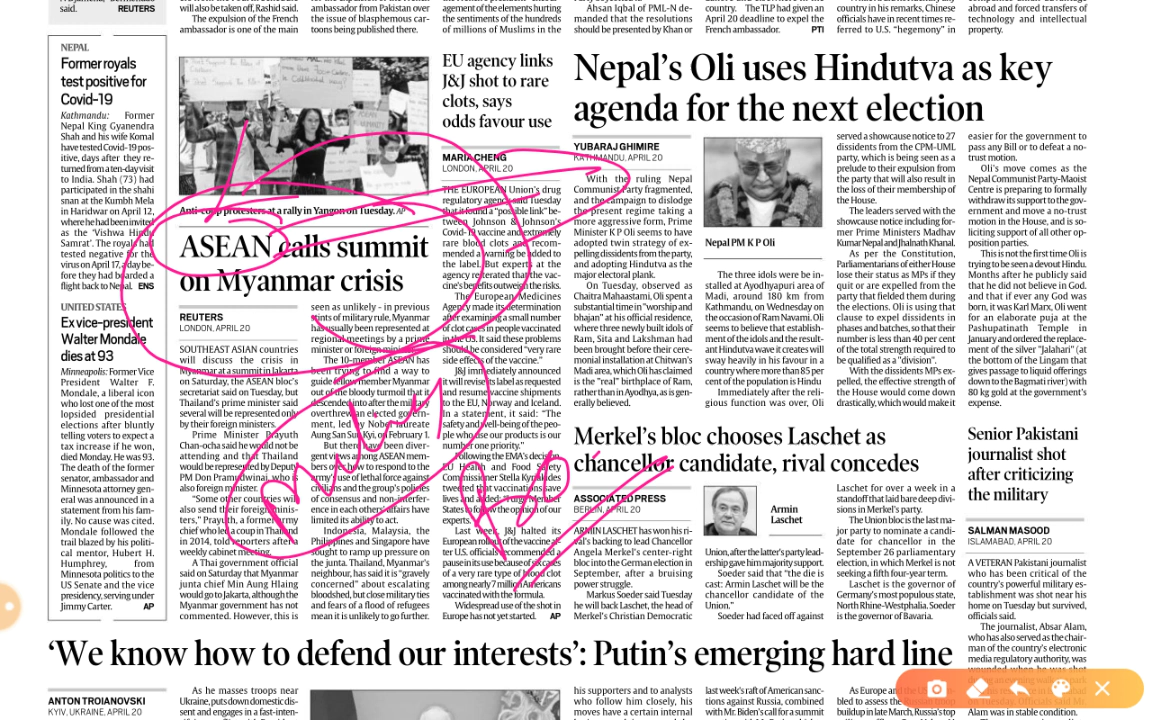 said. REUTERS
will also be taken off, Rashid said.
The expulsion of the French
ambassador is one of the main
ambassador from Pakistan over
the issue of blasphemous car-
toons being published there.
agement of the elements hurting
the sentiments of the hundreds
of millions of Muslims in the
Ahsan Iqbal of PML-N de-
manded that the resolutions
should be presented by Khan or
country. The TLP had given an
April 20 deadline to expel the
French ambassador. PTI
country in his remarks, Chinese
officials have in recent times re-
ferred to U.S. “hegemony” in
abroad and forced transfers of
technology and intellectual
property.
NEPAL
Former royals
test positive for
Covid-19
Kathmandu: Former
Nepal King Gyanendra
Shah and his wife Komal
have tested Covid-19 pos-
itive, days after they re-
turned from a ten-day visit
to India. Shah (73) had
participated in the shahi
snan at the Kumbh Mela
in Haridwar on April 12,
where he had been invited
as the ‘Vishwa Hindu
Samrat’. The royals had
tested negative for the
virus on April 17, a day be-
fore they had boarded a
flight back to Nepal. ENS
UNITED STATES
Ex vice-president
Walter Mondale
dies at 93
Minneapolis: Former Vice
President Walter F.
Mondale, a liberal icon
who lost one of the most
lopsided presidential
elections after bluntly
telling voters to expect a
tax increase if he won,
died Monday. He was 93.
The death of the former
senator, ambassador and
Minnesota attorney gen-
eral was announced in a
statement from his fam-
ily. No cause was cited.
Mondale followed the
trail blazed by his politi-
cal mentor, Hubert H.
Humphrey, from
Minnesota politics to the
US Senate and the vice
presidency, serving under
Jimmy Carter. AP
Anti-coup protesters at a rally in Yangon on Tuesday. AP
ASEAN calls summit
on Myanmar crisis
REUTERS
LONDON, APRIL 20
SOUTHEAST ASIAN countries
will discuss the crisis in
Myanmar at a summit in Jakarta
on Saturday, the ASEAN bloc's
secretariat said on Tuesday, but
Thailand's prime minister said
several will be represented only
by their foreign ministers.
Prime Minister Prayuth
Chan-ocha said he would not be
attending and that Thailand
would be represented by Deputy
PM Don Pramudwinai, who is
also foreign minister.
“Some other countries will
also send their foreign minis-
ters,” Prayuth, a former army
chief who led a coup in Thailand
in 2014, told reporters after a
weekly cabinet meeting.
A Thai government official
said on Saturday that Myanmar
junta chief Min Aung Hlaing
would go to Jakarta, although the
Myanmar government has not
commented. However, this is
seen as unlikely - in previous
stints of military rule, Myanmar
has usually been represented at
regional meetings by a prime
minister or foreign minister.
The 10-member ASEAN has
been trying to find a way to
guide fellow member Myanmar
out of the bloody turmoil that it
descended into after the military
overthrew an elected govern-
ment, led by Nobel laureate
Aung San Suu Kyi, on February 1.
But there have been diver-
gent views among ASEAN mem-
bers over how to respond to the
army's use of lethal force against
civilians and the group's policies
of consensus and non-interfer-
ence in each others' affairs have
limited its ability to act.
Indonesia, Malaysia, the
Philippines and Singapore have
sought to ramp up pressure on
the junta. Thailand, Myanmar's
neighbour, has said it is “gravely
concerned” about escalating
bloodshed, but close military ties
and fears of a flood of refugees
mean it is unlikely to go further.
EU agency links
J&J shot to rare
clots, says
odds favour use
MARIA CHENG
LONDON, APRIL 20
THE EUROPEAN Union's drug
regulatory agency said Tuesday
that it found a “possible link” be-
tween Johnson & Johnson's
Covid-19 vaccine and extremely
rare blood clots and recom-
mended a warning be added to
the label. But experts at the
agency reiterated that the vac-
cine's benefits outweigh the risks.
The European Medicines
Agency made its determination
after examining a small number
of clot cases in people vaccinated
in the US. It said these problems
should be considered “very rare
side effects of the vaccine.”
J&J immediately announced
it will revise its label as requested
and resume vaccine shipments
to the EU, Norway and Iceland.
In a statement, it said: “The
safety and well-being of the peo-
ple who use our products is our
number one priority.”
Following the EMA's decision,
EU Health and Food Safety
Commissioner Stella Kyriakides
tweeted that vaccinations save
lives and added: “I urge Member
States to follow the opinion of our
experts.”
Last week, J&J halted its
European rollout of the vaccine af-
ter U.S. officials recommended a
pause in its use because of six cases
of a very rare type of blood clot
among nearly 7 million Americans
vaccinated with the formula.
Widespread use of the shot in
Europe has not yet started. AP
Nepal’s Oli uses Hindutva as key
agenda for the next election
YUBARAJ GHIMIRE
KATHMANDU, APRIL 20
With the ruling Nepal
Communist Party fragmented,
and the campaign to dislodge
the present regime taking a
more aggressive form, Prime
Minister K P Oli seems to have
adopted twin strategy of ex-
pelling dissidents from the party,
and adopting Hindutva as the
major electoral plank.
On Tuesday, observed as
Chaitra Mahastami, Oli spent a
substantial time in “worship and
bhajan” at his official residence,
where three newly built idols of
Ram, Sita and Lakshman had
been brought before their cere-
monial installation at Chitwan's
Madi area, which Oli has claimed
is the “real” birthplace of Ram,
rather than in Ayodhya, as is gen-
erally believed.
Nepal PM K P Oli
The three idols were be in-
stalled at Ayodhyapuri area of
Madi, around 180 km from
Kathmandu, on Wednesday on
the occasion of Ram Navami. Oli
seems to believe that establish-
ment of the idols and the result-
ant Hindutva wave it creates will
sway heavily in his favour in a
country where more than 85 per
cent of the population is Hindu
Immediately after the reli-
gious function was over, Oli
served a showcause notice to 27
dissidents from the CPM-UML
party, which is being seen as a
prelude to their expulsion from
the party that will also result in
the loss of their membership of
the House.
The leaders served with the
showcause notice include for-
mer Prime Ministers Madhav
Kumar Nepal and Jhalnath Khanal.
As per the Constitution,
Parliamentarians of either House
lose their status as MPs if they
quit or are expelled from the
party that fielded them during
the elections. Oli is using that
clause to expel dissidents in
phases and batches, so that their
number is less than 40 per cent
of the total strength required to
be qualified as a “division”.
With the dissidents MPs ex-
pelled, the effective strength of
the House would come down
drastically, which would make it
easier for the government to
pass any Bill or to defeat a no-
trust motion.
Oli's move comes as the
Nepal Communist Party-Maoist
Centre is preparing to formally
withdraw its support to the gov-
ernment and move a no-trust
motion in the House, and is so-
liciting support of all other op-
position parties.
This is not the first time Oli is
trying to be seen a devout Hindu.
Months after he publicly said
that he did not believe in God.
and that if every any God was
born, it was Karl Marx, Oli went
for an elaborate puja at the
Pashupatinath Temple in
January and ordered the replace-
ment of the silver “Jalahari” (at
the bottom of the Lingam that
gives passage to liquid offerings
down to the Bagmati river) with
80 kg gold at the government's
expense.
Merkel's bloc chooses Laschet as
chancellor candidate, rival concedes
ASSOCIATED PRESS
BERLIN, APRIL 20
ARMIN LASCHET has won his ri-
val's backing to lead Chancellor
Angela Merkel's center-right
bloc into the German election in
September, after a bruising
power struggle.
Markus Soeder said Tuesday
he will back Laschet, the head of
Merkel's Christian Democratic
Armin
Laschet
Union, after the latter's party lead-
ership gave him majority support.
Soeder said that “the die is
cast: Armin Laschet will be the
chancellor candidate of the
Union.”
Soeder had faced off against
Laschet for over a week in a
standoff that laid bare deep divi-
sions in Merkel's party.
The Union bloc is the last ma-
jor party to nominate a candi-
date for chancellor in the
September 26 parliamentary
election, in which Merkel is not
seeking a fifth four-year term.
Laschet is the governor of
Germany's most populous state,
North Rhine-Westphalia. Soeder
is the governor of Bavaria.
Senior Pakistani
journalist shot
after criticizing
the military
SALMAN MASOOD
ISLAMABAD, APRIL 20
A VETERAN Pakistani journalist
who has been critical of the
country's powerful military es-
tablishment was shot near his
home on Tuesday but survived,
officials said.
The journalist, Absar Alam,
who has also served as the chair-
man of the country's electronic
media regulatory authority, was
Alam was in stable condition.
‘We know how to defend our interests’: Putin’s emerging hard line
ANTON TROIANOVSKI
KYIV, UKRAINE, APRIL 20
As he masses troops near
Ukraine, puts down domestic dis-
sent and engages in a fast-inten-
his supporters and to analysts
who follow him closely, his
moves have a certain internal
last week's raft of American sanc-
tions against Russia, combined
with Mr. Biden's call for a summit